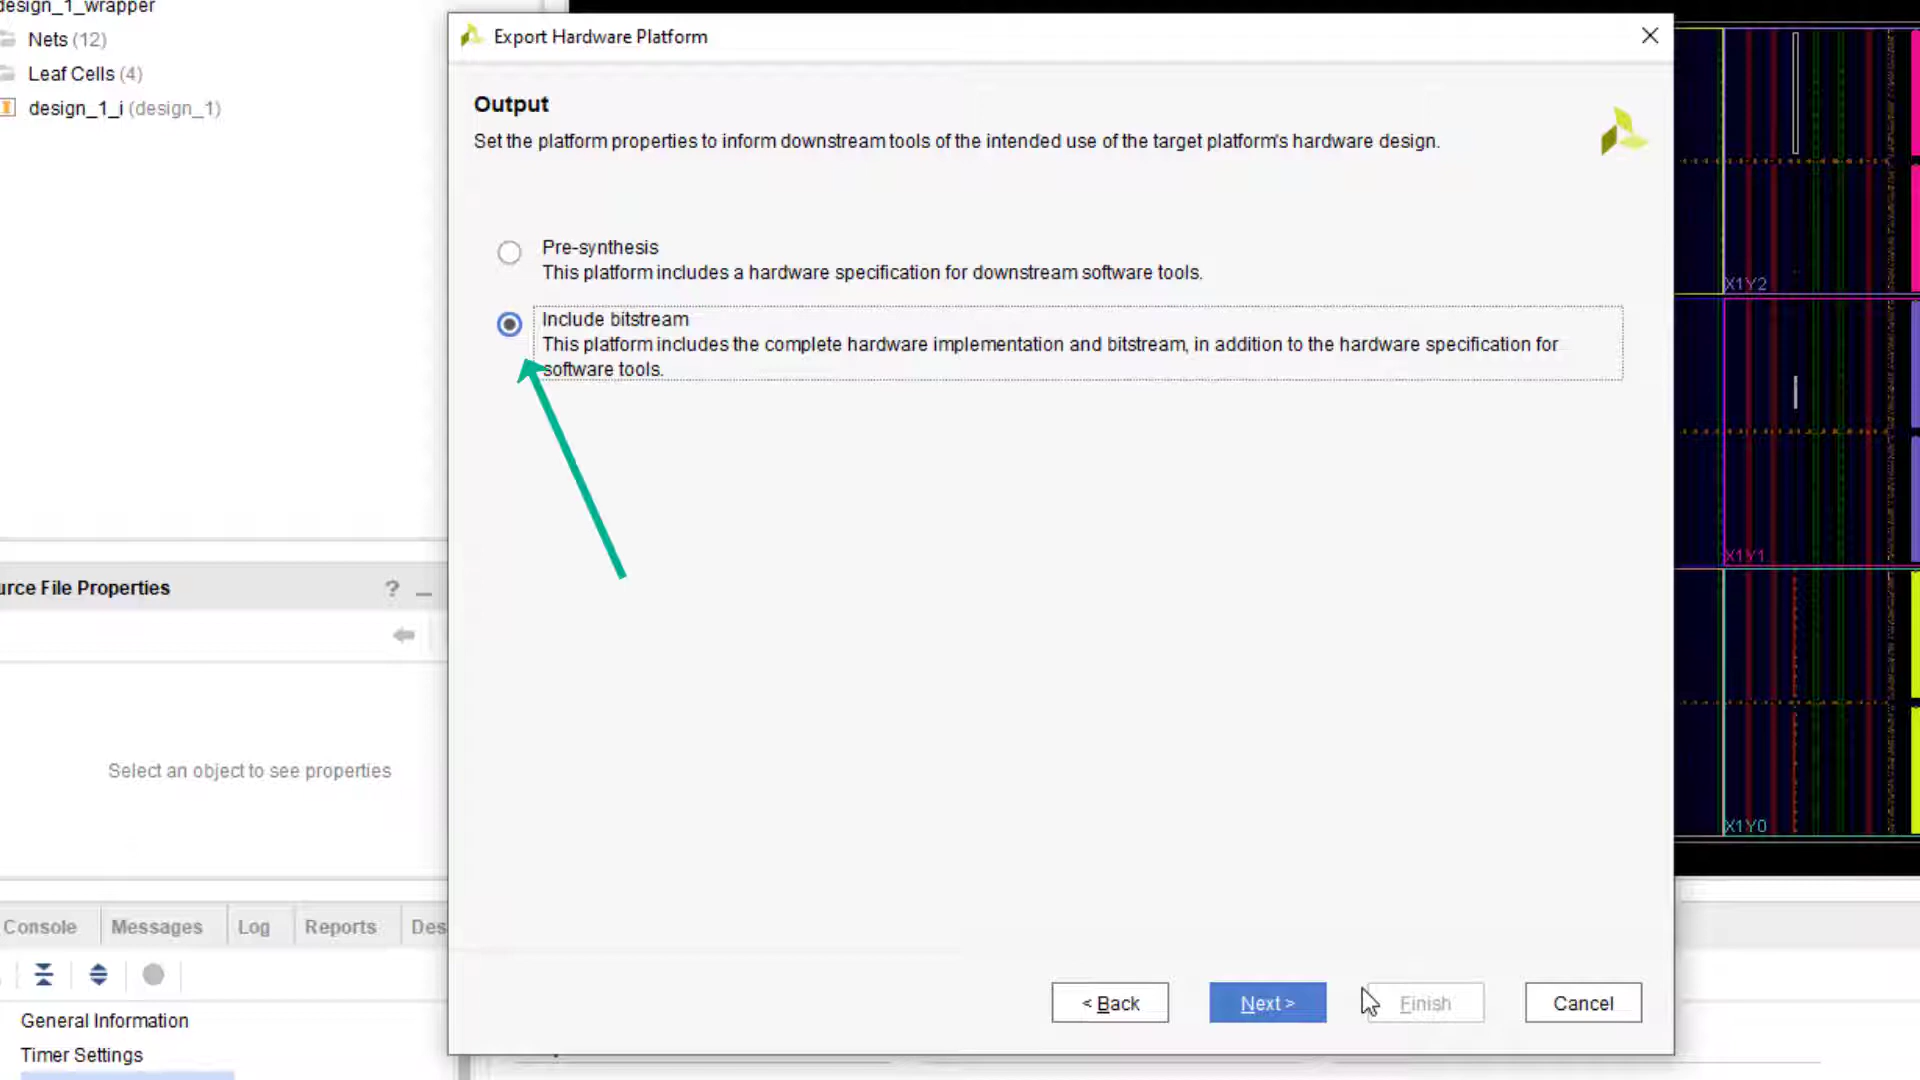 design_1_wrapper
Nets (12)
Leaf Cells (4)
design_1_i (design_1)
Export Hardware Platform
Output
Set the platform properties to inform downstream tools of the intended use of the target platform's hardware design.
Pre-synthesis
This platform includes a hardware specification for downstream software tools.
Include bitstream
This platform includes the complete hardware implementation and bitstream, in addition to the hardware specification for
software tools.
X1Y2
X1Y1
X1Y0
urce File Properties
?
Select an object to see properties
Console
Messages
Log
Reports
Des
General Information
Timer Settings
< Back
Next >
Finish
Cancel